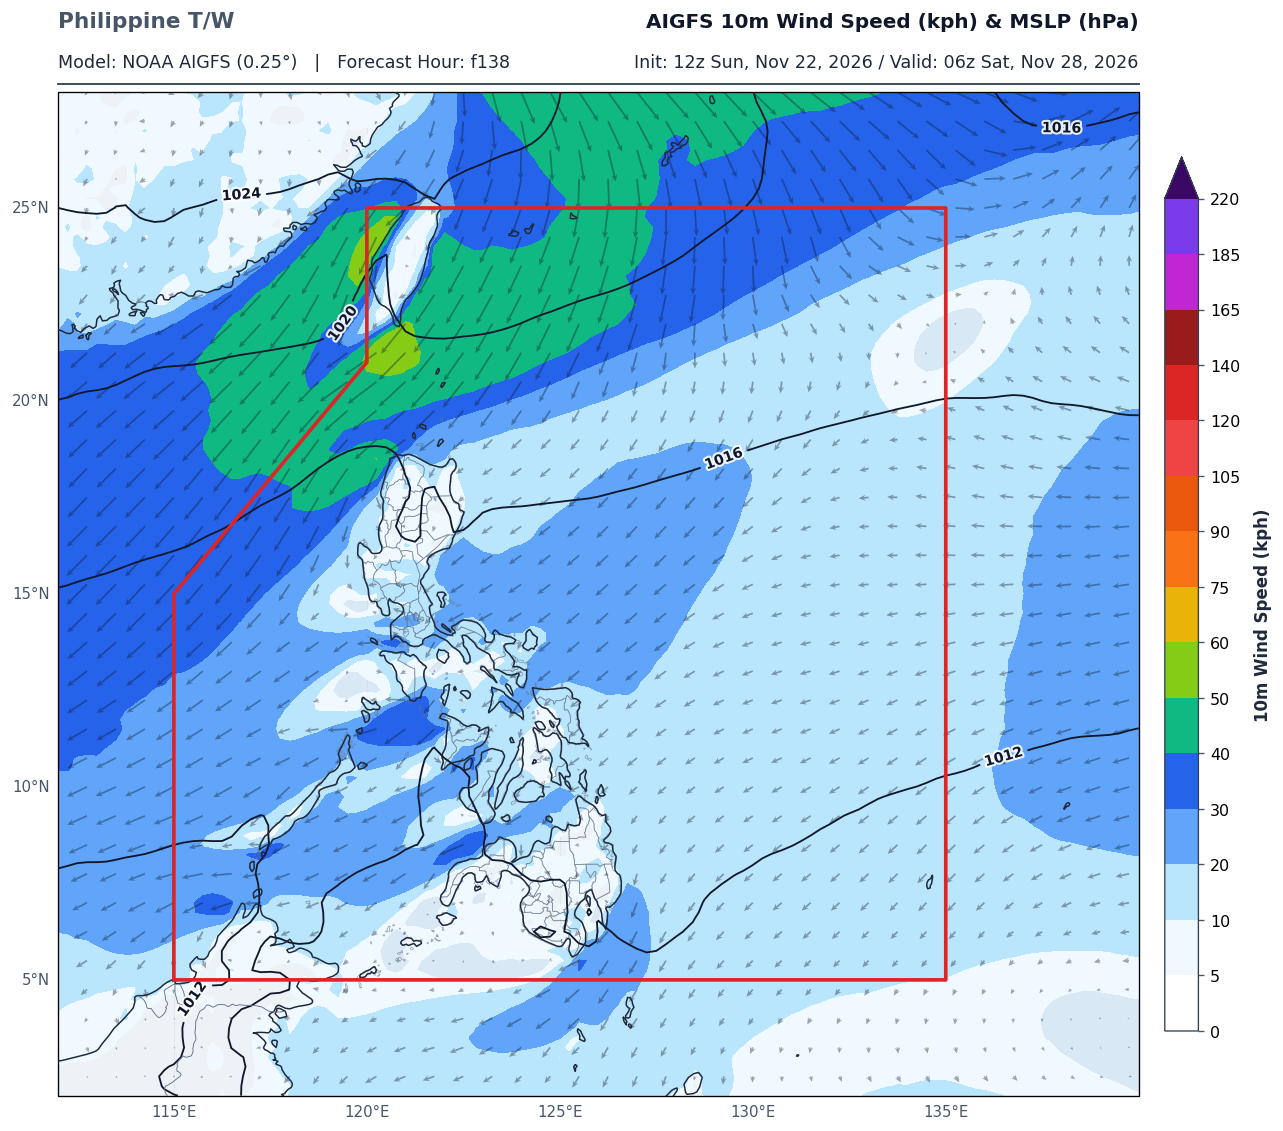 Philippine T/W
AIGFS 10m Wind Speed (kph) & MSLP (hPa)
Model: NOAA AIGFS (0.25°) | Forecast Hour: f138
Init: 12z Sun, Nov 22, 2026 / Valid: 06z Sat, Nov 28, 2026
1016
1024
25°N
1020
20°N
1016
15°N
1012
10°N
5°N
1012
115°E
120°E
125°E
130°E
135°E
220
185
165
140
120
105
90
75
60
50
40
30
20
10
5
0
10m Wind Speed (kph)